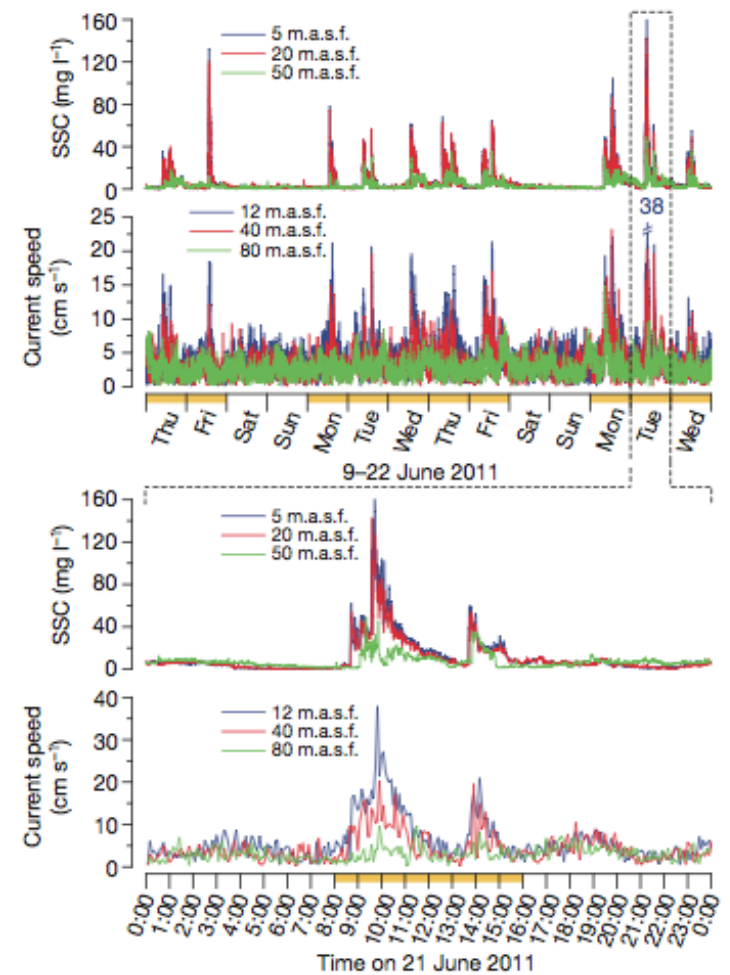 160
120
80
40
0
SSC (mg l⁻¹)
5 m.a.s.f.
20 m.a.s.f.
50 m.a.s.f.
25
20
15
10
5
0
Current speed
(cm s⁻¹)
12 m.a.s.f.
40 m.a.s.f.
80 m.a.s.f.
38
Thu Fri Sat Sun Mon Tue Wed Thu Fri Sat Sun Mon Tue Wed
9–22 June 2011
160
120
80
40
0
SSC (mg l⁻¹)
5 m.a.s.f.
20 m.a.s.f.
50 m.a.s.f.
40
30
20
10
0
Current speed
(cm s⁻¹)
12 m.a.s.f.
40 m.a.s.f.
80 m.a.s.f.
0:00 1:00 2:00 3:00 4:00 5:00 6:00 7:00 8:00 9:00 10:00 11:00 12:00 13:00 14:00 15:00 16:00 17:00 18:00 19:00 20:00 21:00 22:00 23:00 0:00
Time on 21 June 2011